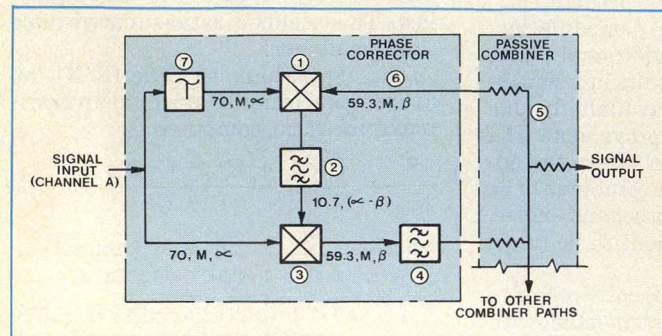 PHASE
CORRECTOR
PASSIVE
COMBINER
⑦
①
⑥
70, M, ∝
59.3, M, β
⑤
SIGNAL
INPUT
(CHANNEL A)
②
SIGNAL
OUTPUT
10.7, (∝-β)
70, M, ∝
59.3, M, β
③
④
TO OTHER
COMBINER PATHS